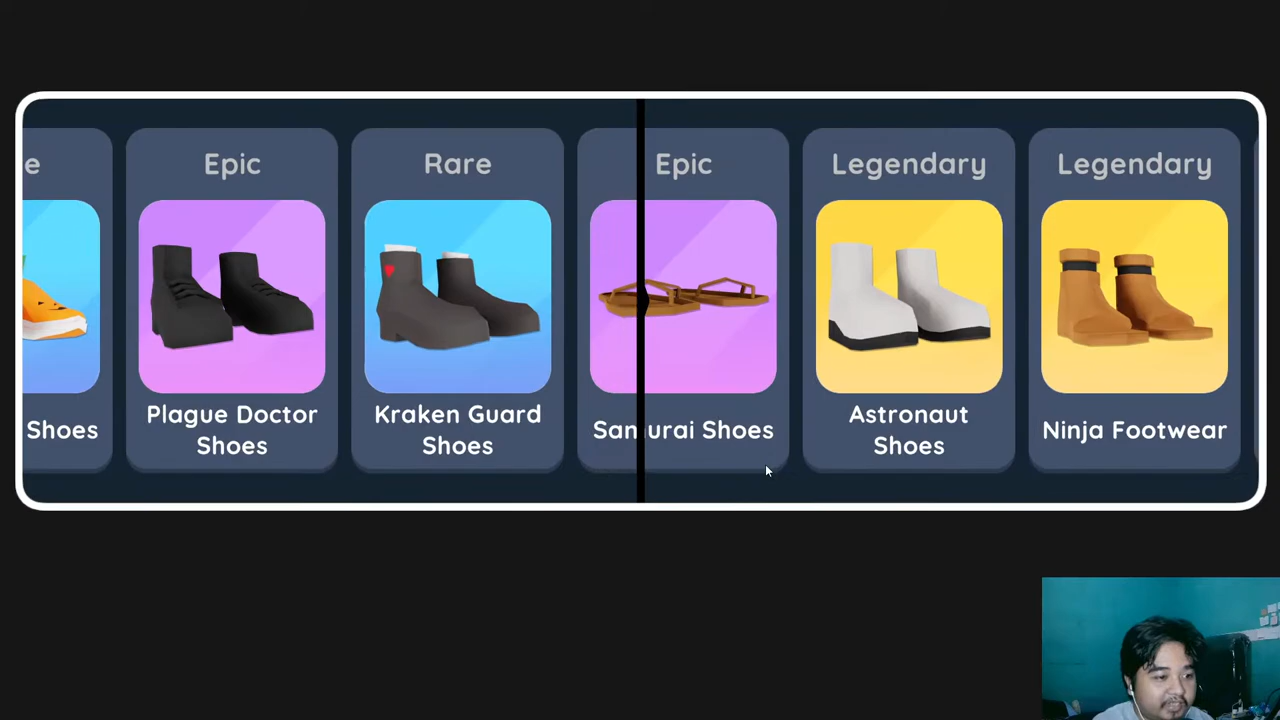 e
Epic
Rare
Epic
Legendary
Legendary
Shoes
Plague Doctor
Shoes
Kraken Guard
Shoes
Samurai Shoes
Astronaut
Shoes
Ninja Footwear